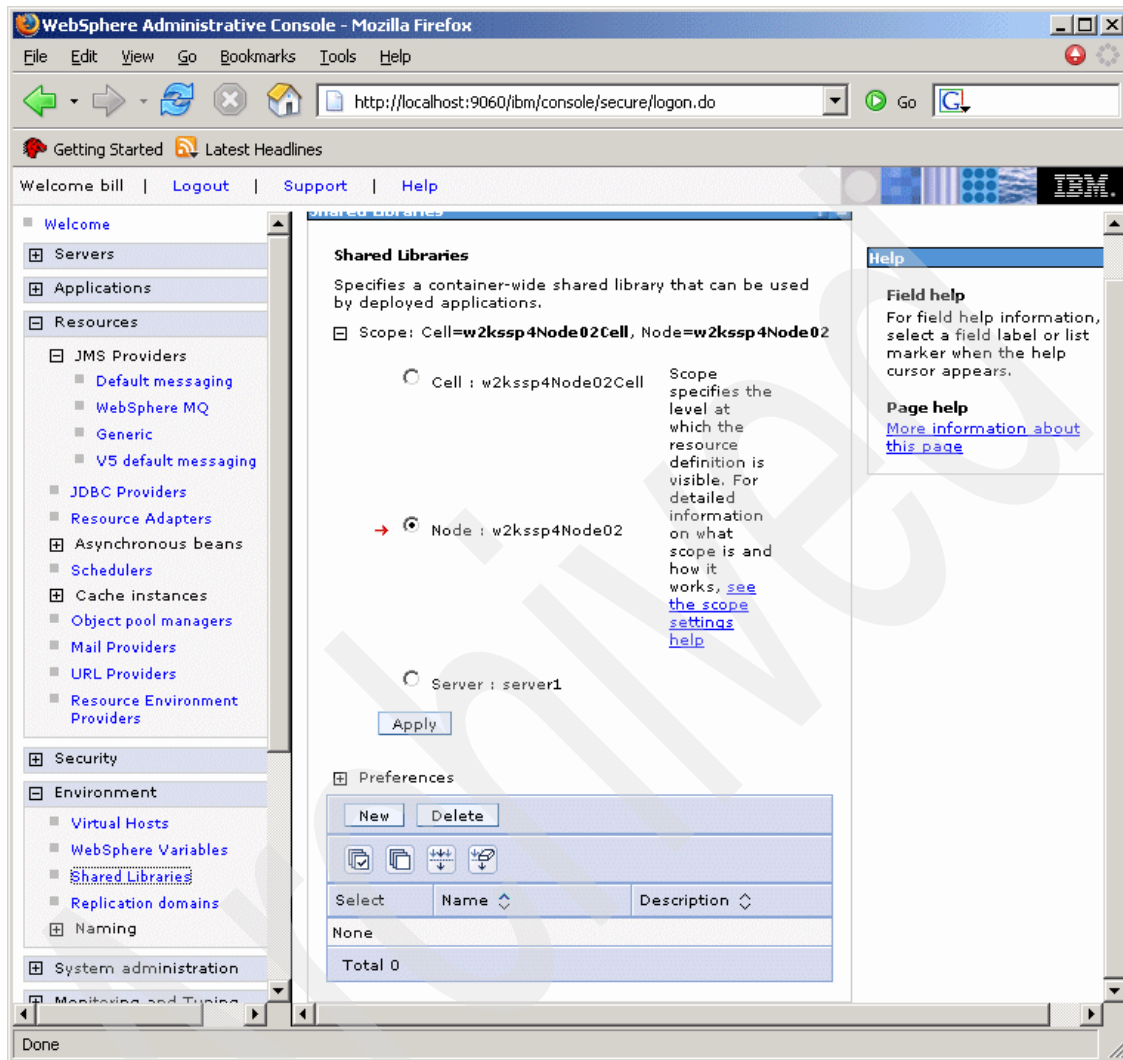 WebSphere Administrative Console - Mozilla Firefox
File Edit View Go Bookmarks Tools Help
http://localhost:9060/ibm/console/secure/logon.do Go G
Getting Started Latest Headlines
Welcome bill | Logout | Support | Help IBM.
Welcome
Servers
Applications
Resources
JMS Providers
Default messaging
WebSphere MQ
Generic
V5 default messaging
JDBC Providers
Resource Adapters
Asynchronous beans
Schedulers
Cache instances
Object pool managers
Mail Providers
URL Providers
Resource Environment
Providers
Security
Environment
Virtual Hosts
WebSphere Variables
Shared Libraries
Replication domains
Naming
System administration
Monitoring and Tuning
Shared Libraries
Shared Libraries
Specifies a container-wide shared library that can be used
by deployed applications.
Scope: Cell=w2kssp4Node02Cell, Node=w2kssp4Node02
Cell : w2kssp4Node02Cell
Node : w2kssp4Node02
Server : server1
Scope
specifies the
level at
which the
resource
definition is
visible. For
detailed
information
on what
scope is and
how it
works, see
the scope
settings
help
Apply
Preferences
New Delete
Select Name Description
None
Total 0
Help
Field help
For field help information,
select a field label or list
marker when the help
cursor appears.
Page help
More information about
this page
Done
Archived